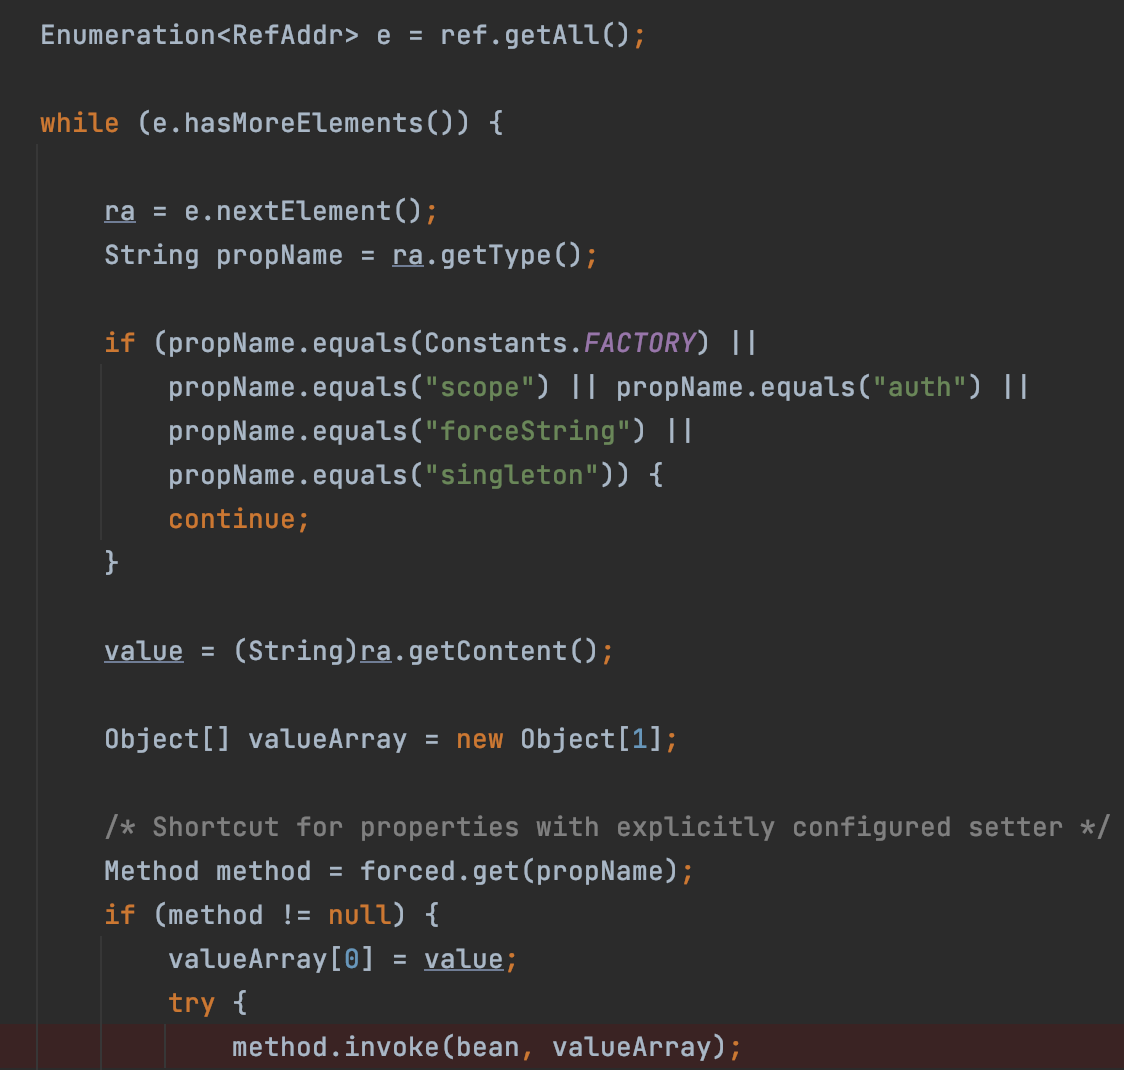 Enumeration<RefAddr> e = ref.getAll();
while (e.hasMoreElements()) {
ra = e.nextElement();
String propName = ra.getType();
if (propName.equals(Constants.FACTORY) ||
propName.equals("scope") || propName.equals("auth") ||
propName.equals("forceString") ||
propName.equals("singleton")) {
continue;
}
value = (String)ra.getContent();
Object[] valueArray = new Object[1];
/* Shortcut for properties with explicitly configured setter */
Method method = forced.get(propName);
if (method != null) {
valueArray[0] = value;
try {
method.invoke(bean, valueArray);